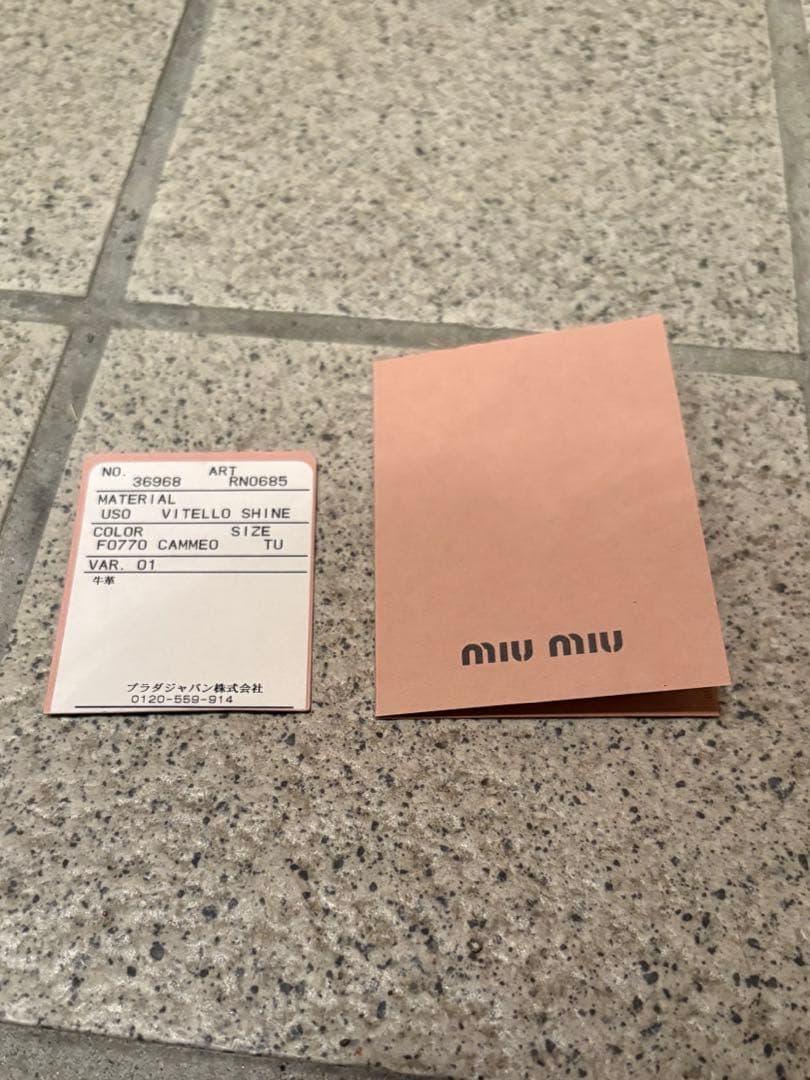 NO. ART
36968 RN0685
MATERIAL
USO VITELLO SHINE
COLOR SIZE
F0770 CAMMEO TU
VAR. 01
牛革
プラダジャパン株式会社
0120-559-914
miu miu